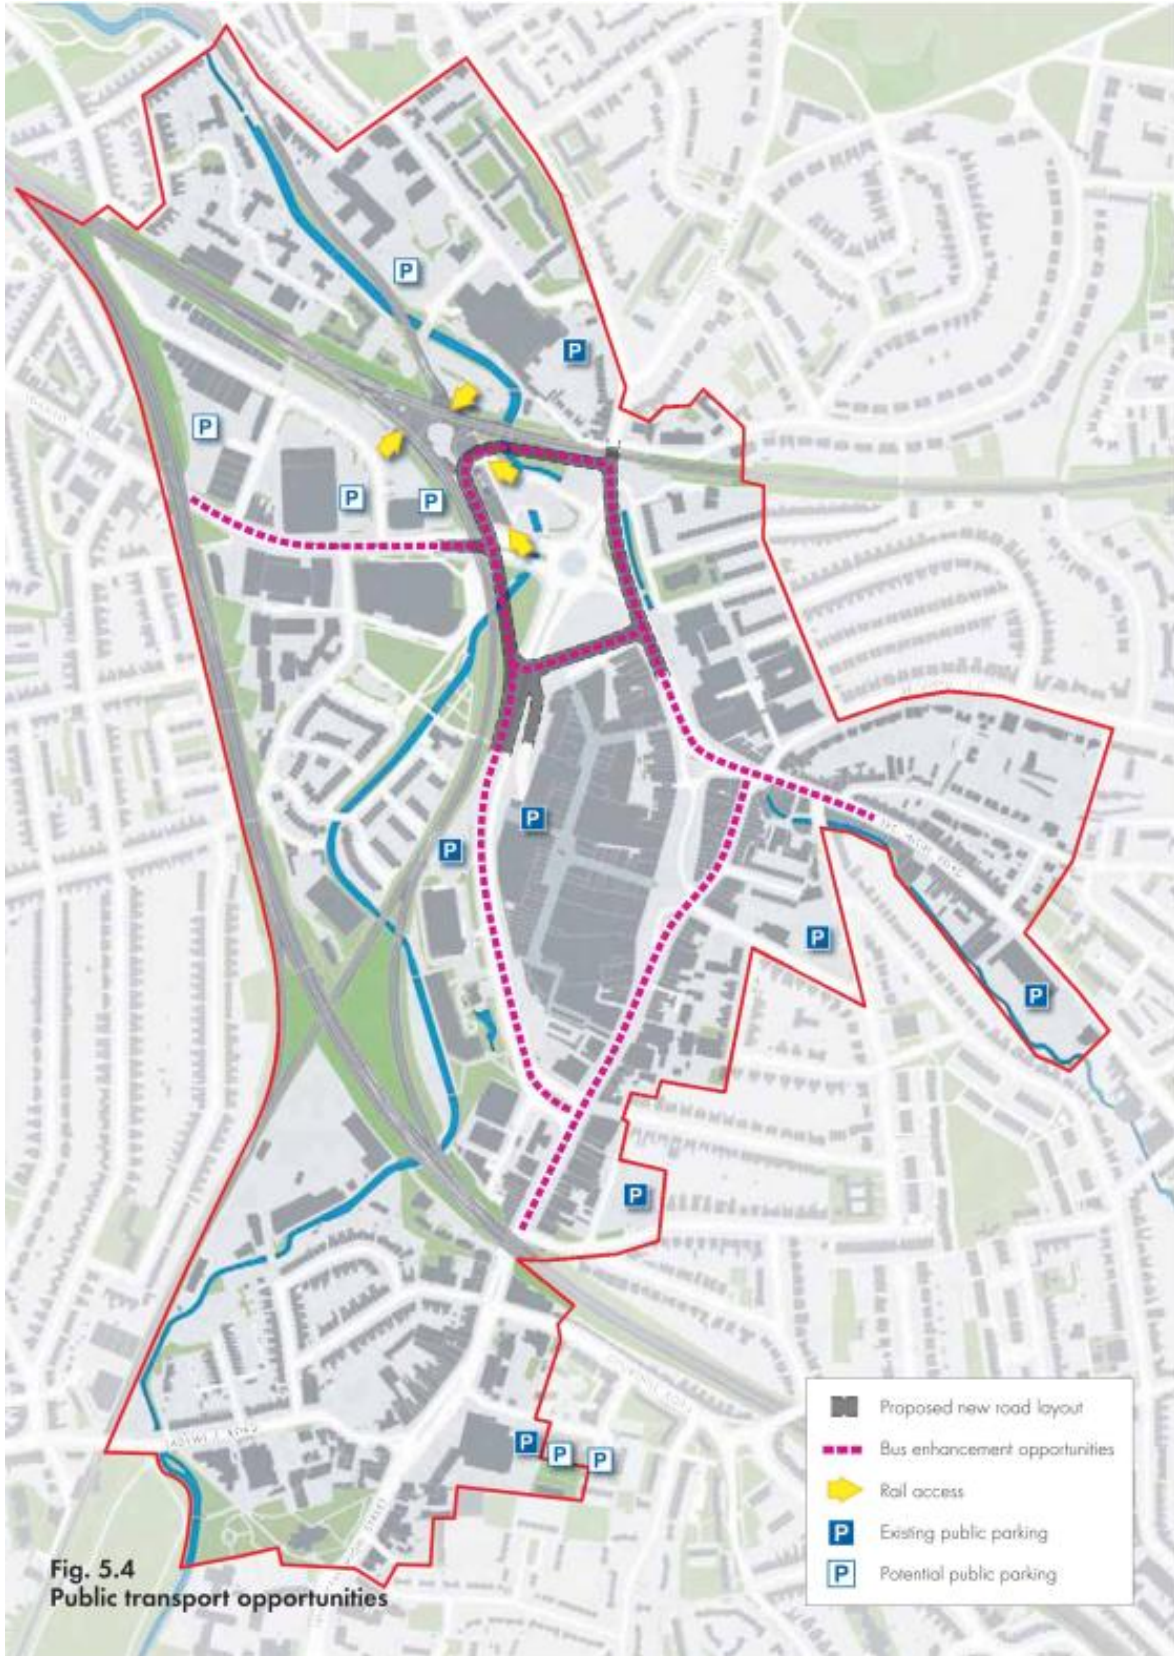 P
P
P
P
P
P
P
P
P
P
P
P
P
P
Proposed new road layout
Bus enhancement opportunities
Rail access
P Existing public parking
P Potential public parking
Fig. 5.4
Public transport opportunities